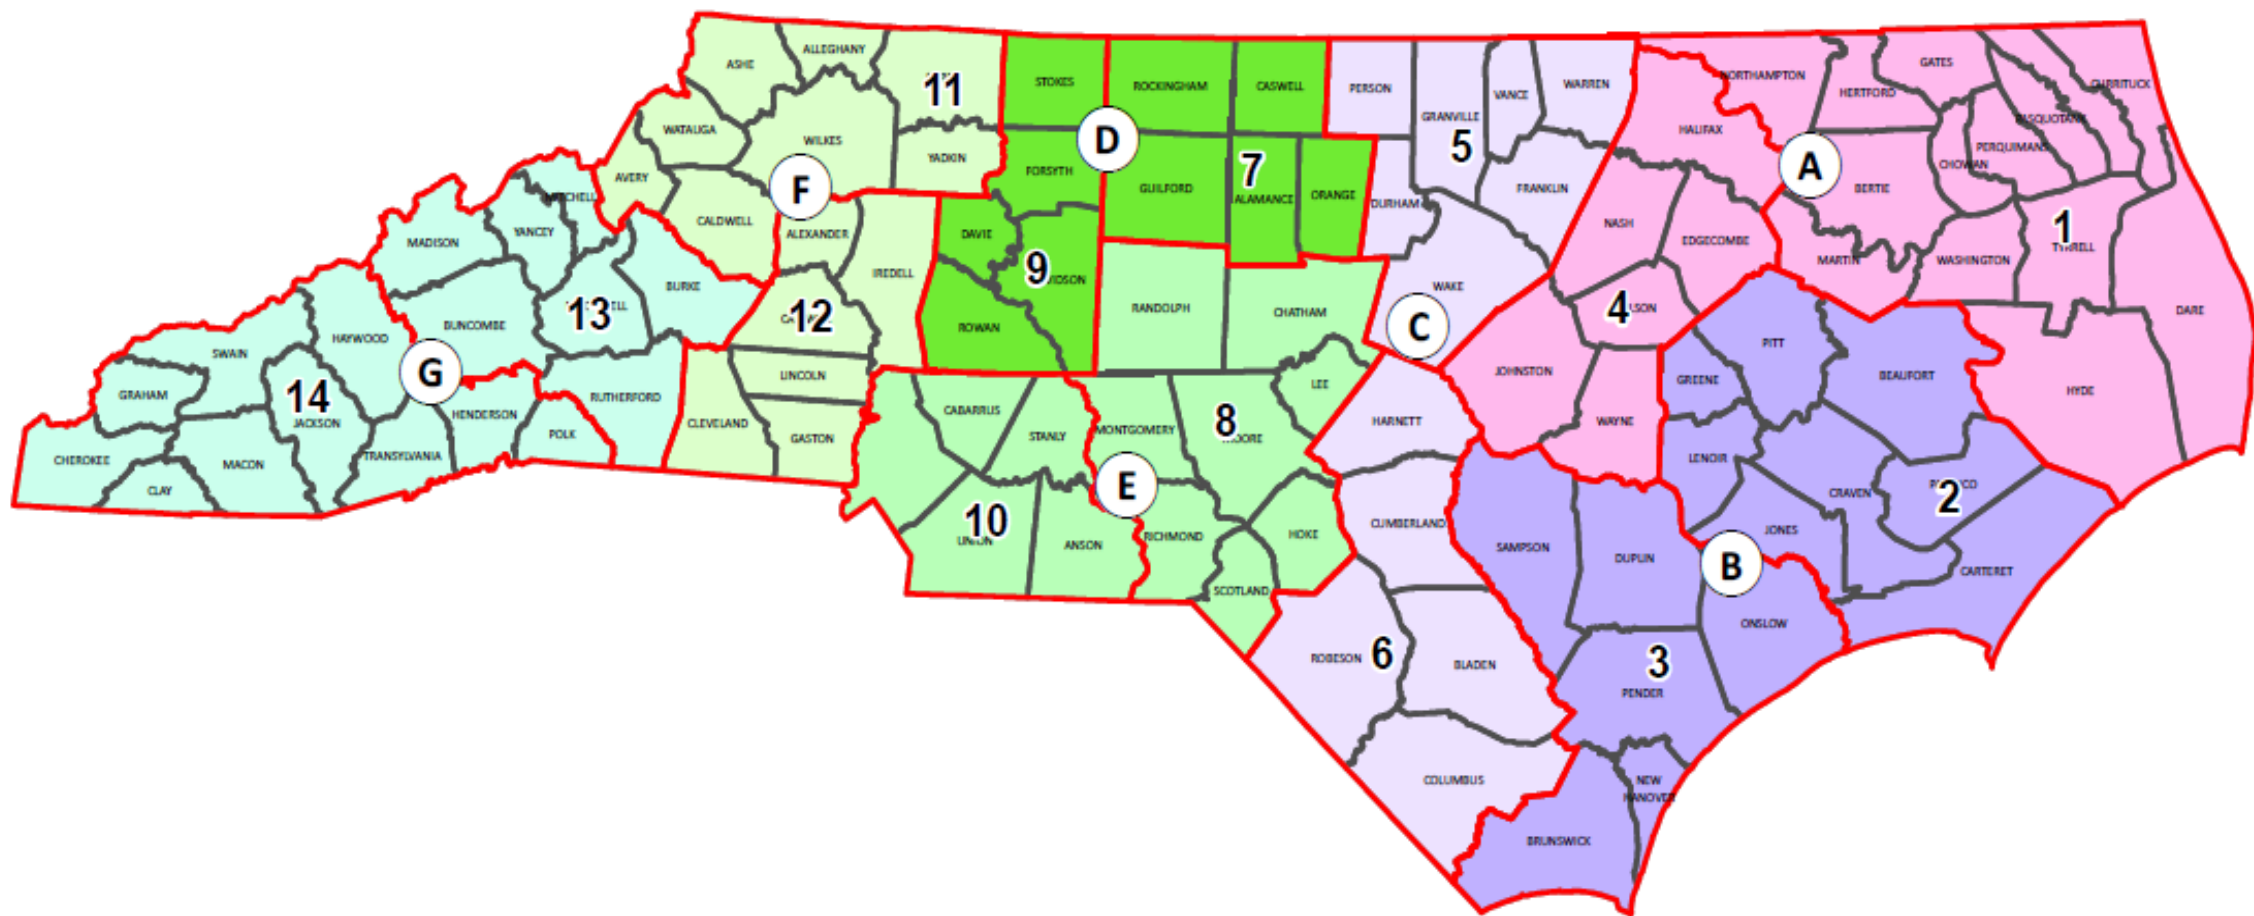 ALLEGHANY
ASHE
11
STOKES
ROCKINGHAM
CASWELL
PERSON
VANCE
WARREN
GRANVILLE
5
NORTHAMPTON
GATES
HERTFORD
CURRITUCK
PASQUOTANK
WATAUGA
WILKES
YADKIN
D
HALIFAX
PERQUIMANS
CHOWAN
A
BERTIE
AVERY
F
FORSYTH
GUILFORD
7
ALAMANCE
ORANGE
DURHAM
FRANKLIN
MITCHELL
YANCEY
MADISON
CALDWELL
ALEXANDER
DAVIE
NASH
EDGECOMBE
1
TYRRELL
MARTIN
WASHINGTON
IREDELL
9
BURKE
WAKE
RANDOLPH
CHATHAM
DARE
BUNCOMBE
13
12
ROWAN
C
4
HAYWOOD
SWAIN
G
PITT
GRAHAM
14
JACKSON
HENDERSON
RUTHERFORD
LINCOLN
LEE
JOHNSTON
GREENE
BEAUFORT
HYDE
POLK
CLEVELAND
GASTON
CABARRUS
STANLY
MONTGOMERY
8
MOORE
HARNETT
WAYNE
CHEROKEE
MACON
CLAY
TRANSYLVANIA
E
LENOIR
CRAVEN
2
10
UNION
ANSON
RICHMOND
HOKE
CUMBERLAND
SAMPSON
DUPLIN
JONES
B
CARTERET
SCOTLAND
ONSLOW
ROBESON
6
BLADEN
3
PENDER
COLUMBUS
NEW
HANOVER
BRUNSWICK